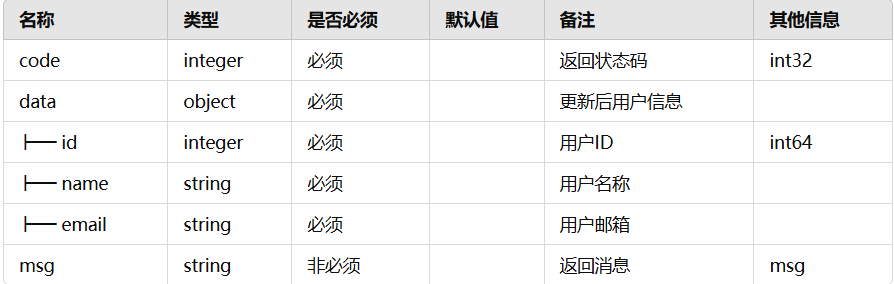 名称 类型 是否必须 默认值 备注 其他信息
code integer 必须 返回状态码 int32
data object 必须 更新后用户信息
├── id integer 必须 用户ID int64
├── name string 必须 用户名称
├── email string 必须 用户邮箱
msg string 非必须 返回消息 msg